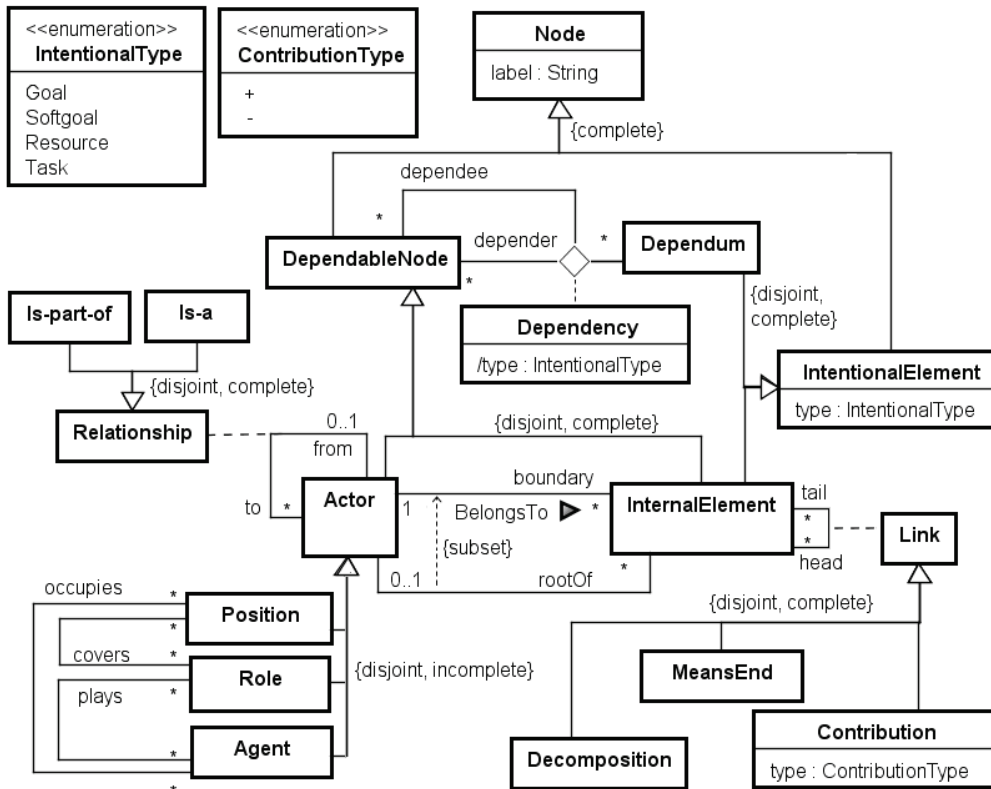 <<enumeration>>
IntentionalType
Goal
Softgoal
Resource
Task
<<enumeration>>
ContributionType
+
-
Node
label : String
{complete}
dependee
*
depender
*
*
DependableNode
Dependum
{disjoint,
complete}
Is-part-of
Is-a
Dependency
/type : IntentionalType
IntentionalElement
type : IntentionalType
{disjoint, complete}
Relationship
0..1
from
{disjoint, complete}
to
*
Actor
1
boundary
BelongsTo
*
InternalElement
tail
*
*
head
Link
{subset}
0..1
rootOf
*
occupies
*
Position
*
{disjoint, complete}
covers
*
Role
{disjoint, incomplete}
plays
*
MeansEnd
*
Agent
*
Decomposition
Contribution
type : ContributionType